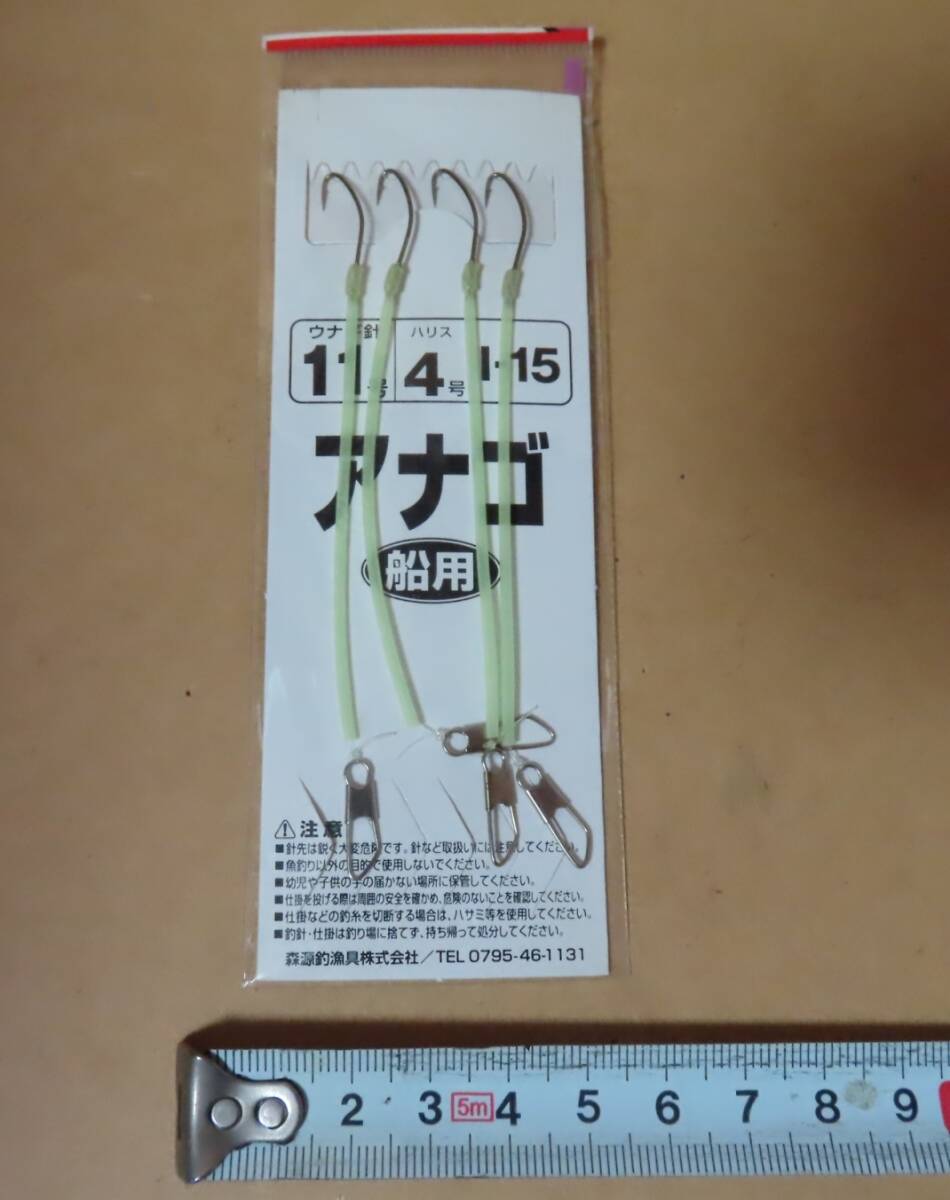 ウナギ針 ハリス
11号 4号 1-15
アナゴ
船用
⚠注意
■針先は鋭く大変危険です。針など取扱いには注意してください。
■魚釣り以外の目的で使用しないでください。
■幼児や子供の手の届かない場所に保管してください。
■仕掛を投げる際は周囲の安全を確かめ、危険のないことを確認してください。
■仕掛などの釣糸を切断する場合は、ハサミ等を使用してください。
■釣針・仕掛は釣り場に捨てず、持ち帰って処分してください。
森源釣漁具株式会社／TEL 0795-46-1131
2 3 5m 4 5 6 7 8 9